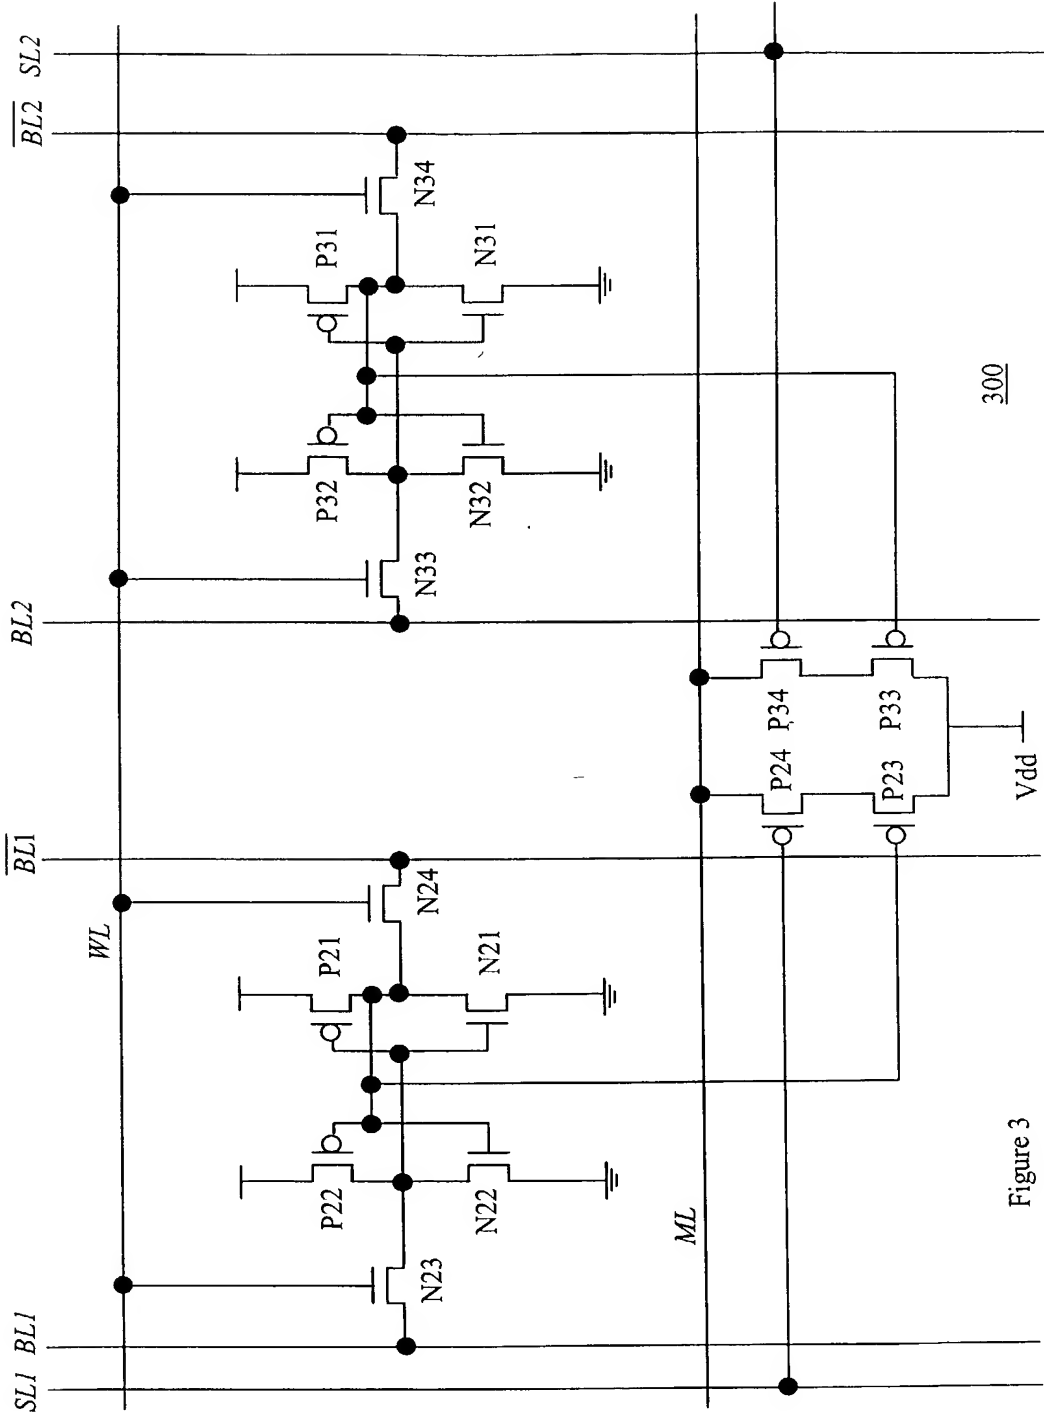 SL1
BL1
BL1
BL2
BL2
SL2
WL
P22
P21
P32
P31
N23
N24
N33
N34
N22
N21
N32
N31
ML
P24
P34
P23
P33
Vdd
300
Figure 3